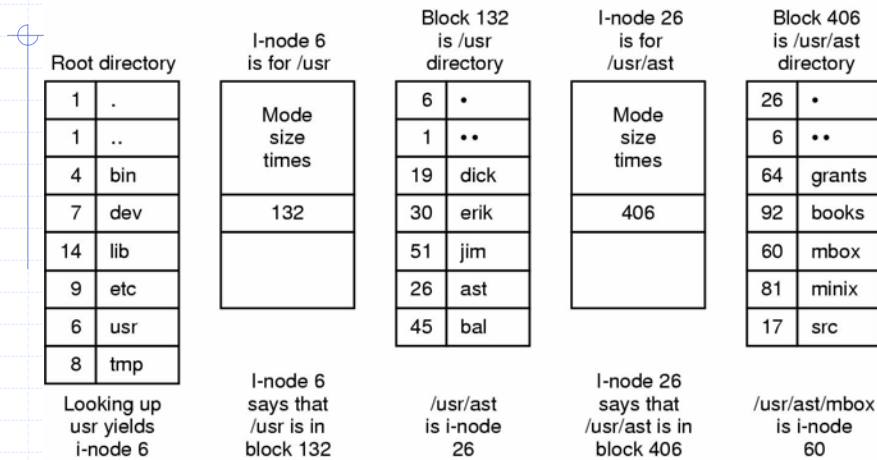 Root directory
1 .
1 ..
4 bin
7 dev
14 lib
9 etc
6 usr
8 tmp
Looking up
usr yields
i-node 6
I-node 6
is for /usr
Mode
size
times
132
I-node 6
says that
/usr is in
block 132
Block 132
is /usr
directory
6 •
1 ••
19 dick
30 erik
51 jim
26 ast
45 bal
/usr/ast
is i-node
26
I-node 26
is for
/usr/ast
Mode
size
times
406
I-node 26
says that
/usr/ast is in
block 406
Block 406
is /usr/ast
directory
26 •
6 ••
64 grants
92 books
60 mbox
81 minix
17 src
/usr/ast/mbox
is i-node
60